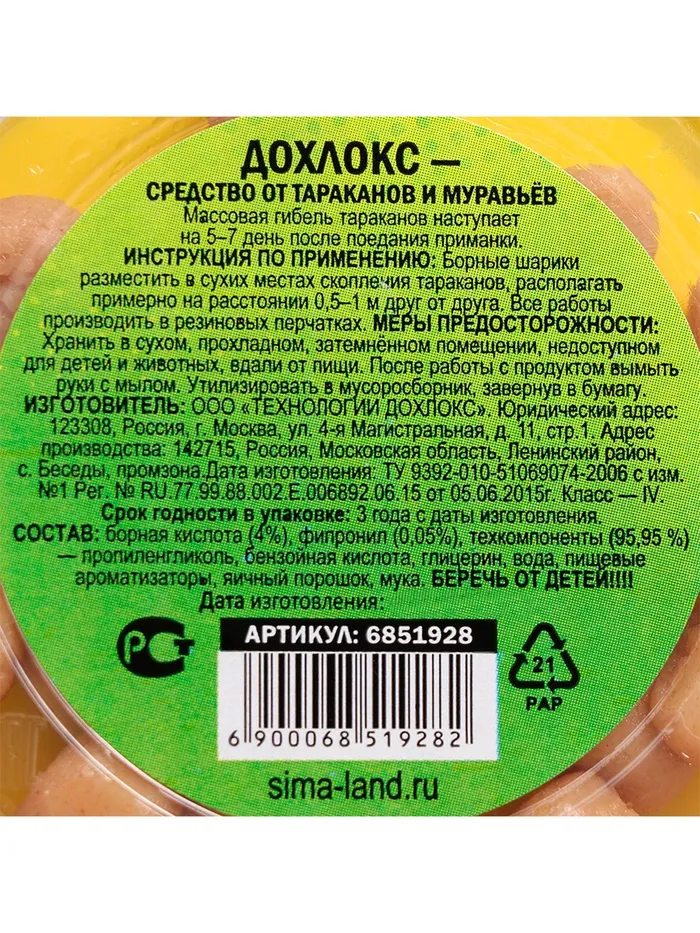 ДОХЛОКС —
СРЕДСТВО ОТ ТАРАКАНОВ И МУРАВЬЁВ
Массовая гибель тараканов наступает
на 5–7 день после поедания приманки.
ИНСТРУКЦИЯ ПО ПРИМЕНЕНИЮ: Борные шарики
разместить в сухих местах скопления тараканов, располагать
примерно на расстоянии 0,5–1 м друг от друга. Все работы
производить в резиновых перчатках. МЕРЫ ПРЕДОСТОРОЖНОСТИ:
Хранить в сухом, прохладном, затемнённом помещении, недоступном
для детей и животных, вдали от пищи. После работы с продуктом вымыть
руки с мылом. Утилизировать в мусоросборник, завернув в бумагу.
ИЗГОТОВИТЕЛЬ: ООО «ТЕХНОЛОГИИ ДОХЛОКС». Юридический адрес:
123308, Россия, г. Москва, ул. 4-я Магистральная, д. 11, стр.1. Адрес
производства: 142715, Россия, Московская область, Ленинский район,
с. Беседы, промзона.Дата изготовления: ТУ 9392-010-51069074-2006 с изм.
№1 Рег. № RU.77.99.88.002.Е.006892.06.15 от 05.06.2015г. Класс — IV.
Срок годности в упаковке: 3 года с даты изготовления.
СОСТАВ: борная кислота (4%), фипронил (0,05%), техкомпоненты (95,95 %)
— пропиленгликоль, бензойная кислота, глицерин, вода, пищевые
ароматизаторы, яичный порошок, мука. БЕРЕЧЬ ОТ ДЕТЕЙ!!!!
Дата изготовления:
АРТИКУЛ: 6851928
6 900068 519282
21
PAP
sima-land.ru